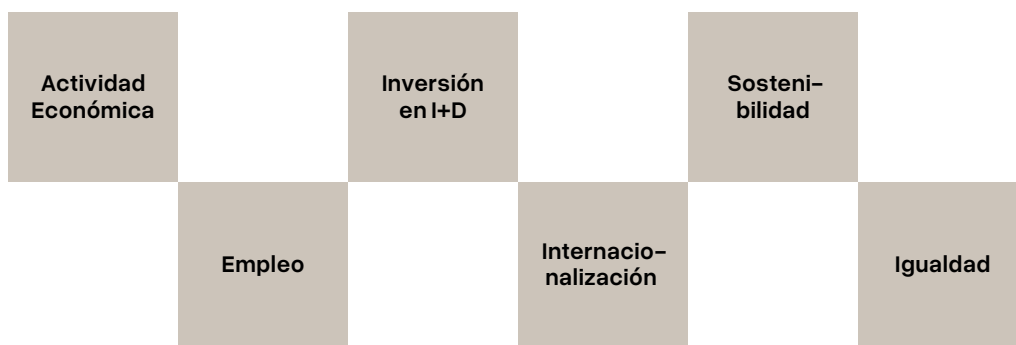 Actividad
Económica
Inversión
en I+D
Sosteni-
bilidad
Empleo
Internacio-
nalización
Igualdad